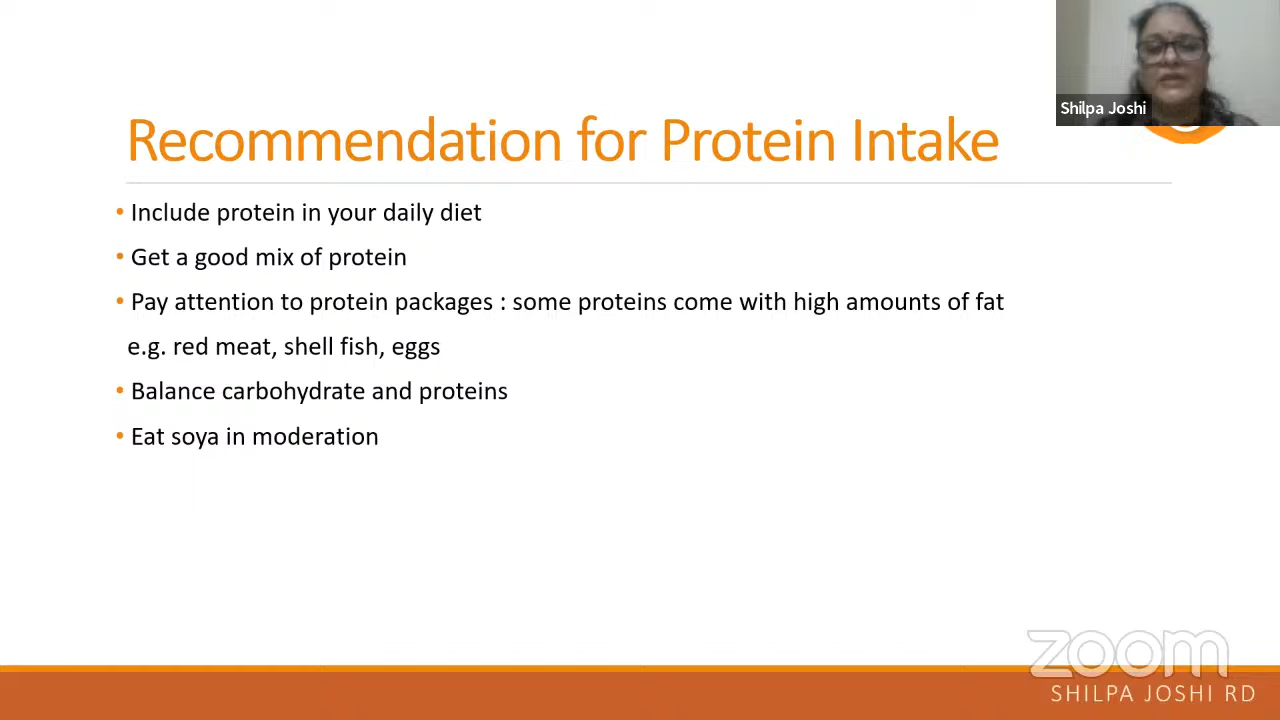 Shilpa Joshi
Recommendation for Protein Intake
• Include protein in your daily diet
• Get a good mix of protein
• Pay attention to protein packages : some proteins come with high amounts of fat
e.g. red meat, shell fish, eggs
• Balance carbohydrate and proteins
• Eat soya in moderation
zoom
SHILPA JOSHI RD